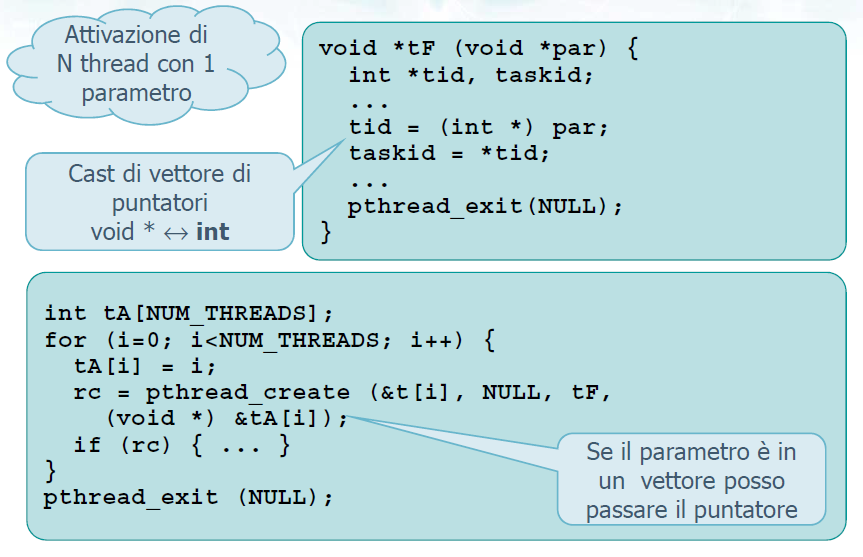 Attivazione di
N thread con 1
parametro
void *tF (void *par) {
int *tid, taskid;
...
tid = (int *) par;
taskid = *tid;
...
pthread_exit(NULL);
}
Cast di vettore di
puntatori
void * ↔ int
int tA[NUM_THREADS];
for (i=0; i<NUM_THREADS; i++) {
tA[i] = i;
rc = pthread_create (&t[i], NULL, tF,
(void *) &tA[i]);
if (rc) { ... }
}
pthread_exit (NULL);
Se il parametro è in
un vettore posso
passare il puntatore